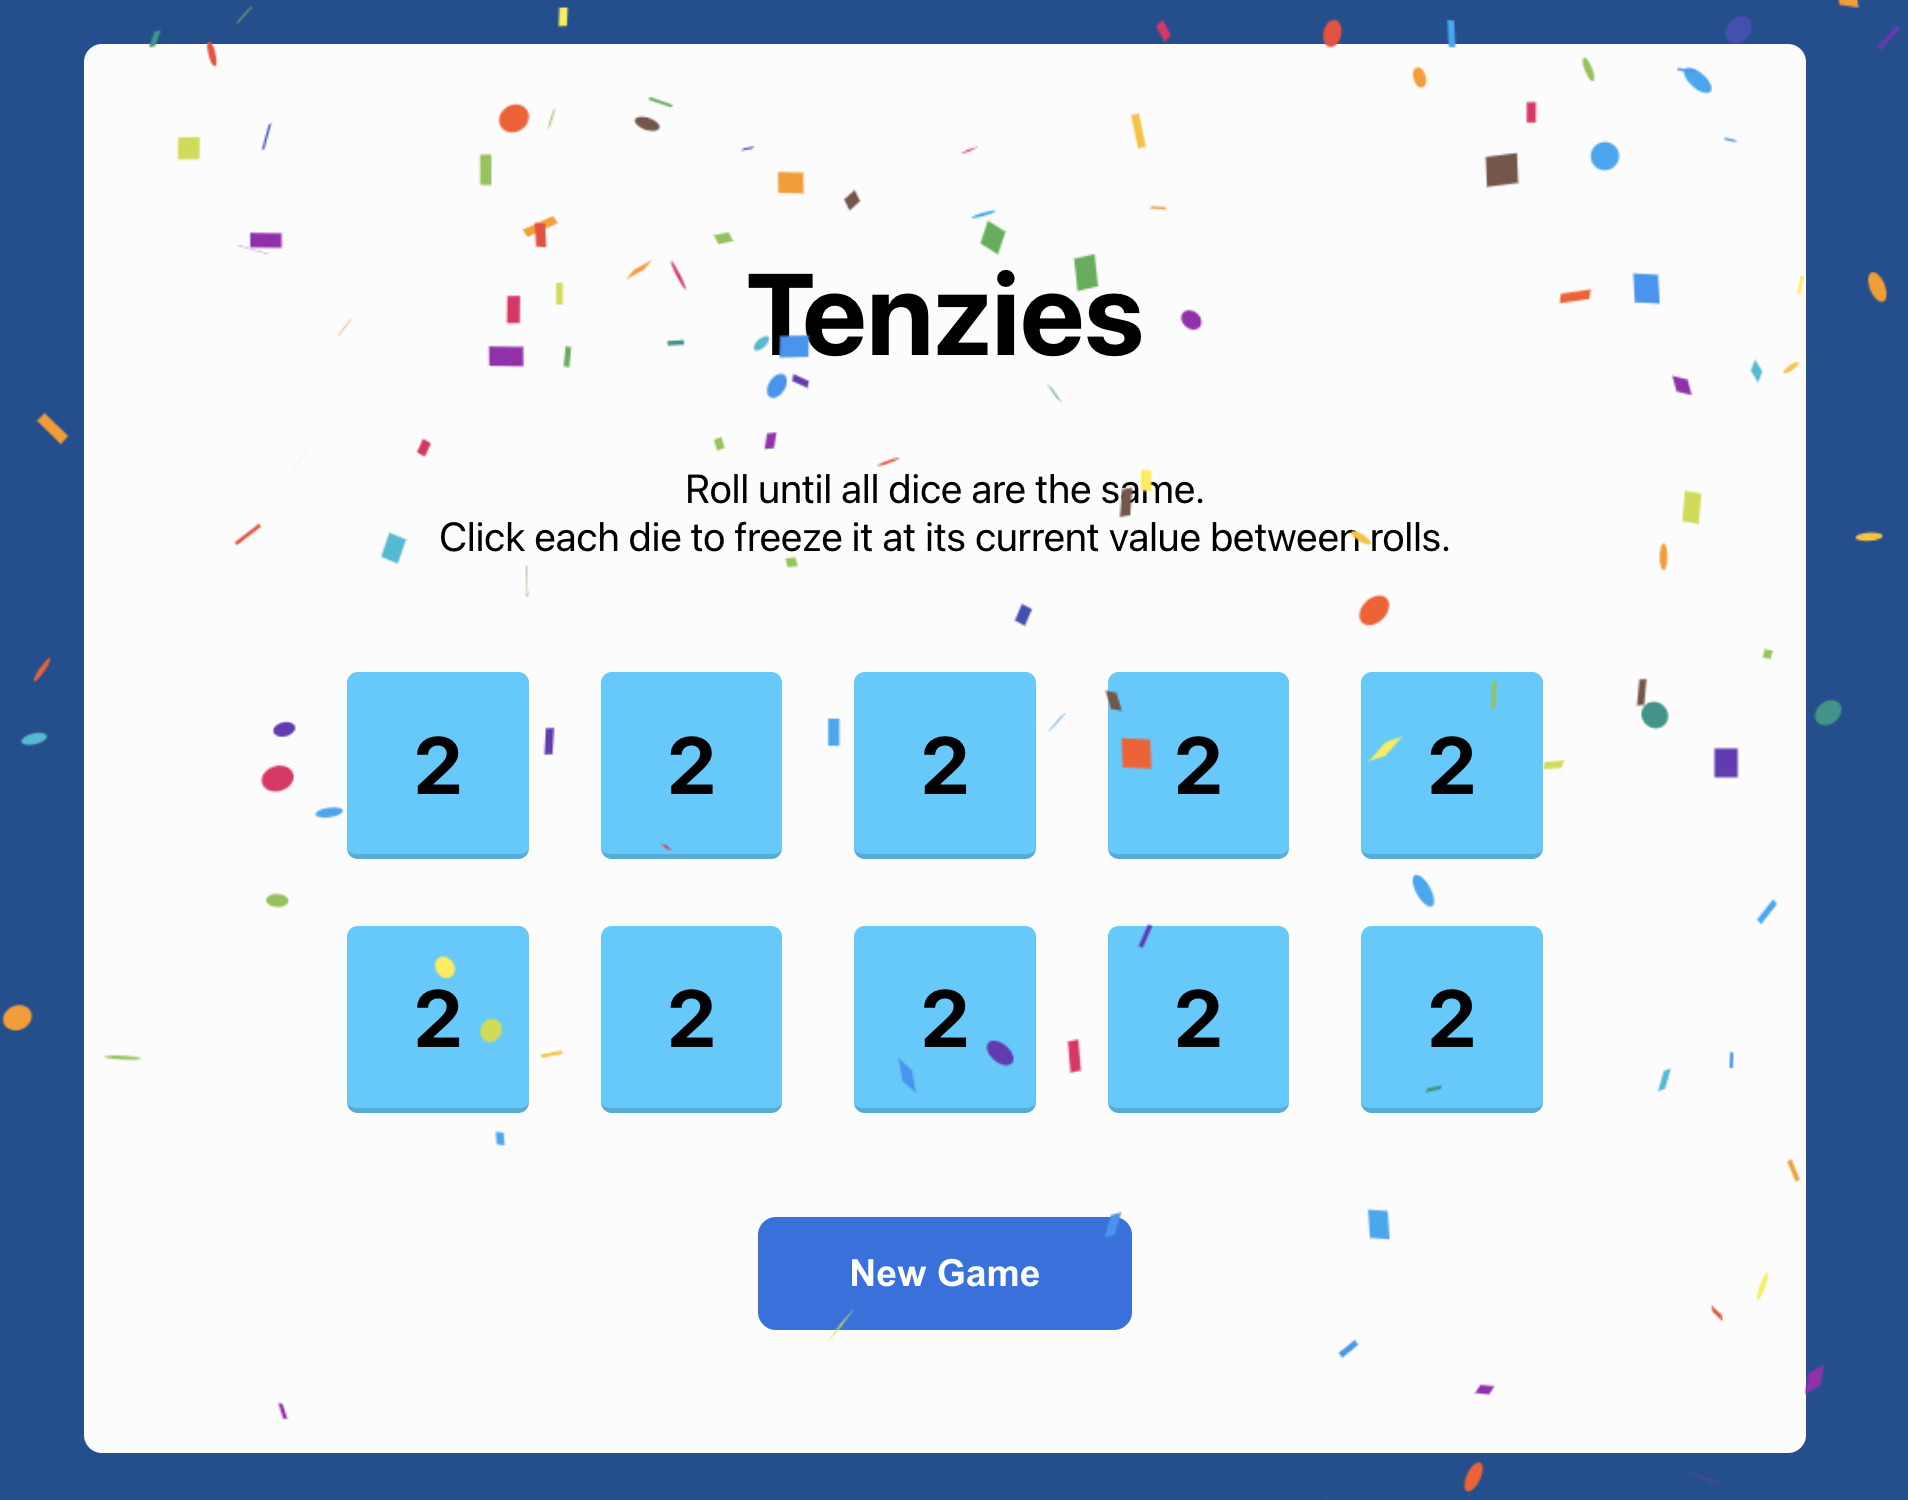 Tenzies
Roll until all dice are the same.
Click each die to freeze it at its current value between rolls.
2 2 2 2 2
2 2 2 2 2
New Game